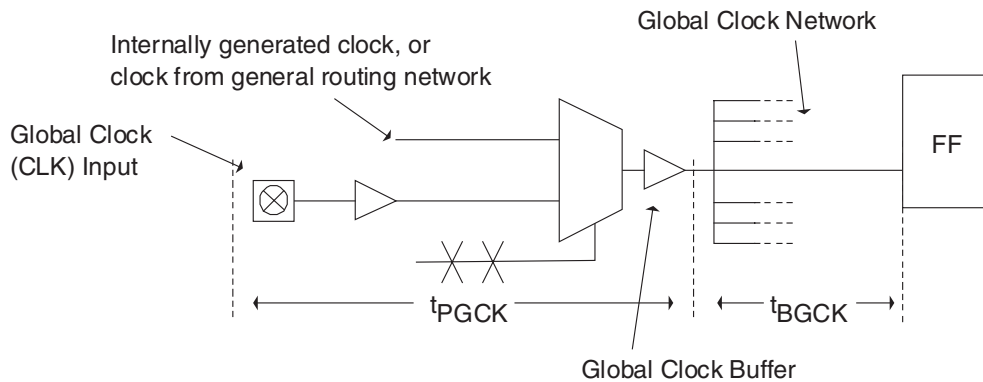 Global Clock Network
Internally generated clock, or
clock from general routing network
Global Clock
(CLK) Input
FF
tPGCK
tBGCK
Global Clock Buffer